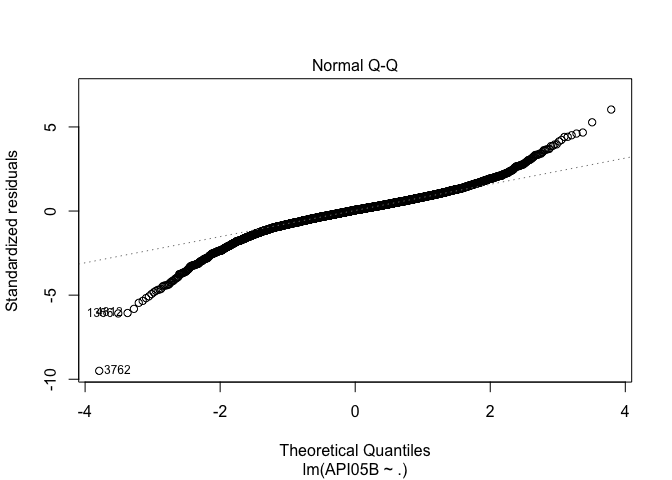 Normal Q-Q
Standardized residuals
5
0
-5
-10
3762
-4
-2
0
2
4
Theoretical Quantiles
lm(API05B ~ .)